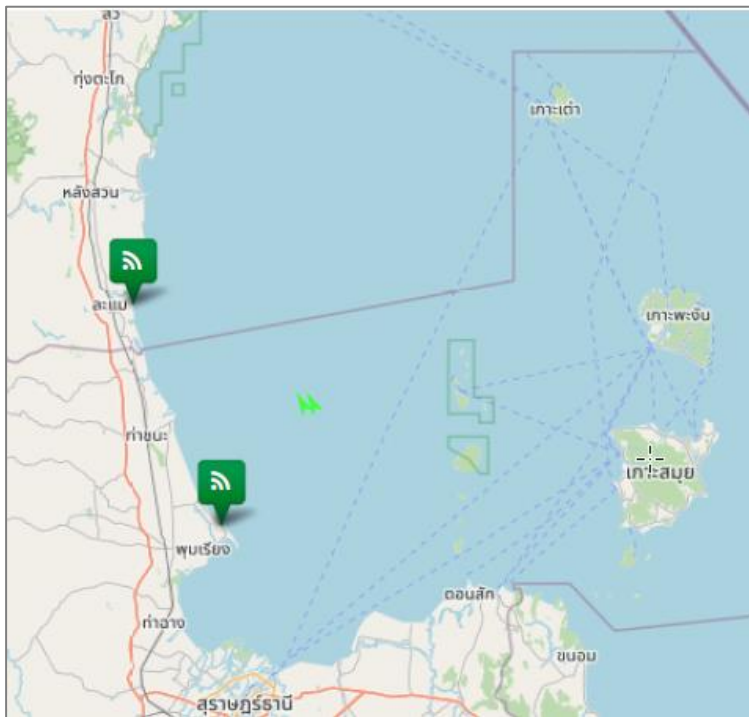 สวี
ทุ่งตะโก
เกาะเต่า
หลังสวน
ละแม
เกาะพะงัน
ท่าชนะ
เกาะสมุย
พุมเรียง
ดอนสัก
ท่าฉาง
ขนอม
สุราษฎร์ธานี